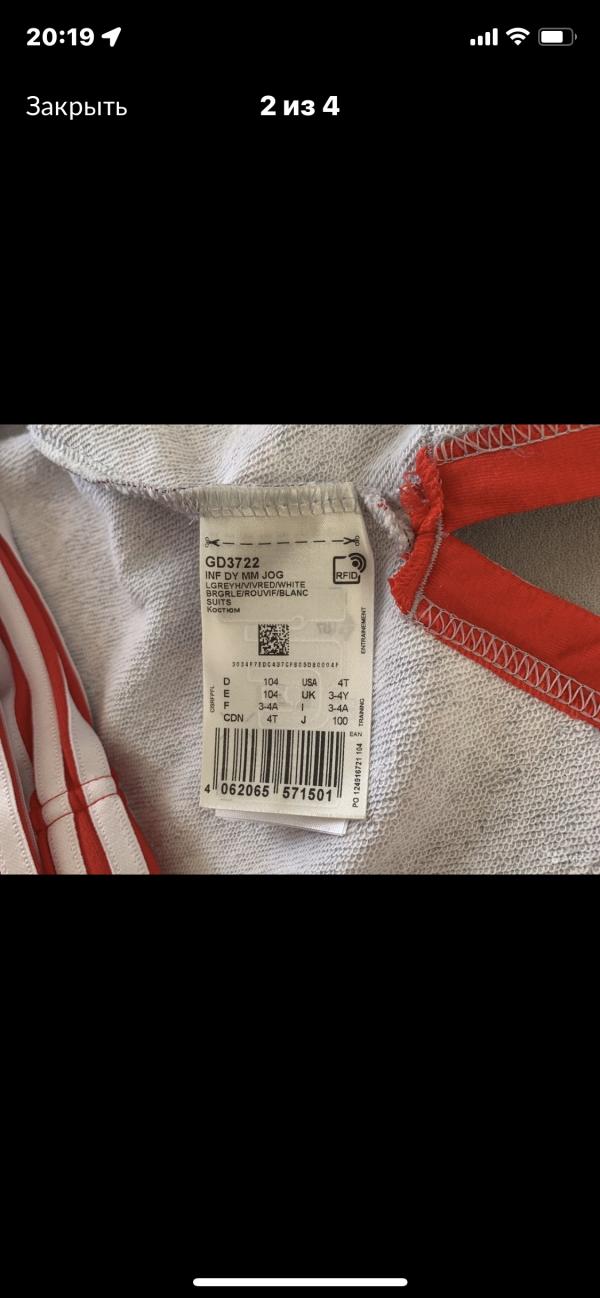 20:19
Закрыть
2 из 4
GD3722
INF DY MM JOG
LGREYH/VIVRED/WHITE
BRGRLE/ROUVIF/BLANC
SUITS
Костюм
RFID
ENTRAINEMENT
D 104 USA 4T
E 104 UK 3-4Y
F 3-4A I 3-4A
CDN 4T J 100
TRAINING
EAN
4 062065 571501
PO 124916721 104